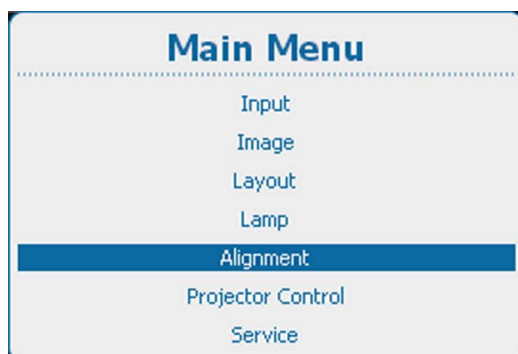 Main Menu
Input
Image
Layout
Lamp
Alignment
Projector Control
Service